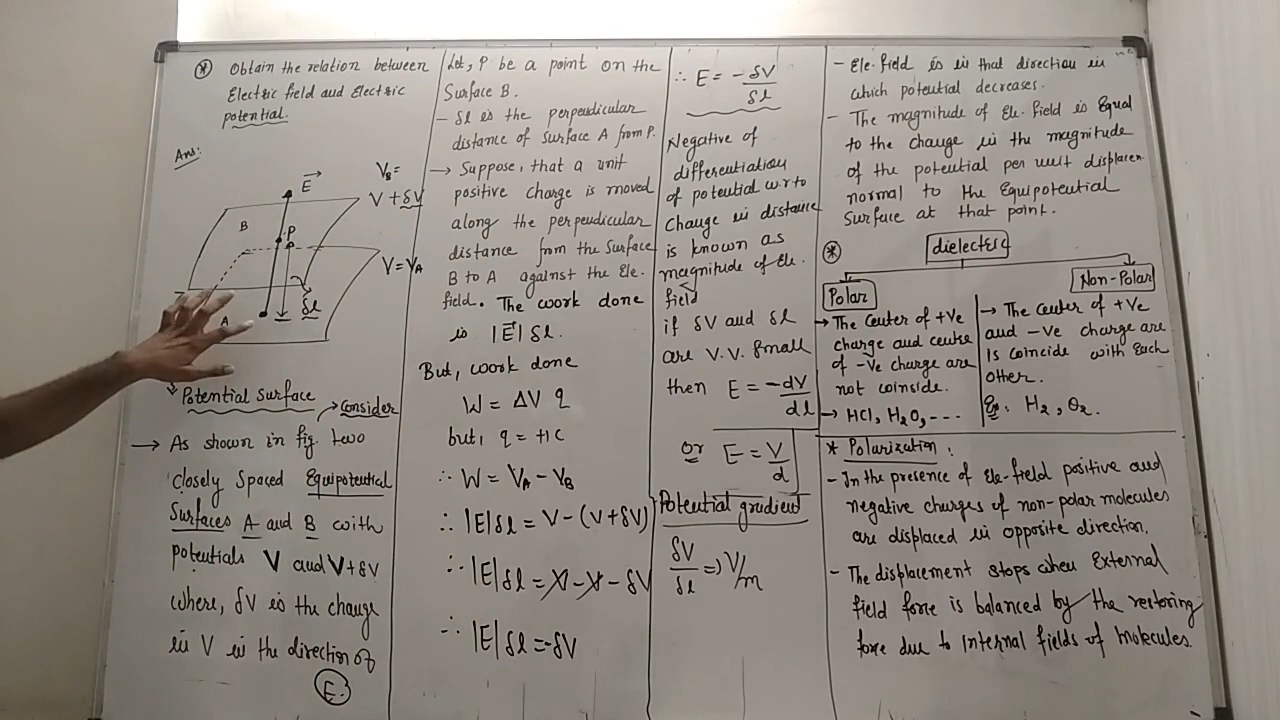 * Obtain the relation between
Electric field and Electric
potential.
Ans:
E
V_B =
V + δV
B
P
V = V_A
δl
A
Potential Surface
Consider
→ As shown in fig. two
closely Spaced Equipotential
Surfaces A and B with
potentials V and V + δV
where, δV is the change
in V in the direction of
E.
Let, P be a point on the
Surface B.
- δl is the perpendicular
distance of Surface A from P.
→ Suppose, that a unit
positive charge is moved
along the perpendicular
distance from the Surface
B to A against the Ele.
field. The work done
is |E| δl.
But, work done
W = ΔV q
but, q = +1C
∴ W = V_A - V_B
∴ |E| δl = V - (V + δV)
∴ |E| δl = V - V - δV
∴ |E| δl = -δV
∴ E = - δV / δl
Negative of
differentiation
of potential w.r to
change in distance
is known as
magnitude of Ele.
field
if δV and δl
are V.V. Small
then E = - dV / dl
or E = V / d
Potential gradient
δV / δl ⇒ V/m
- Ele. field is in that direction in
which potential decreases.
- The magnitude of Ele. field is Equal
to the change in the magnitude
of the potential per unit displacen
normal to the Equipotential
Surface at that point.
* dielectric
Polar
→ The Center of +Ve
charge and centre
of -Ve charge are
not coinside.
→ HCl, H₂O, ---
Non-Polar
→ The Center of +Ve
and -Ve charge are
is coincide with Each
other.
Eg: H₂, O₂.
* Polarization:
- In the presence of Ele-field positive and
negative charges of non-polar molecules
are displaced in opposite direction.
- The displacement stops when External
field force is balanced by the restoring
force due to internal fields of molecules.